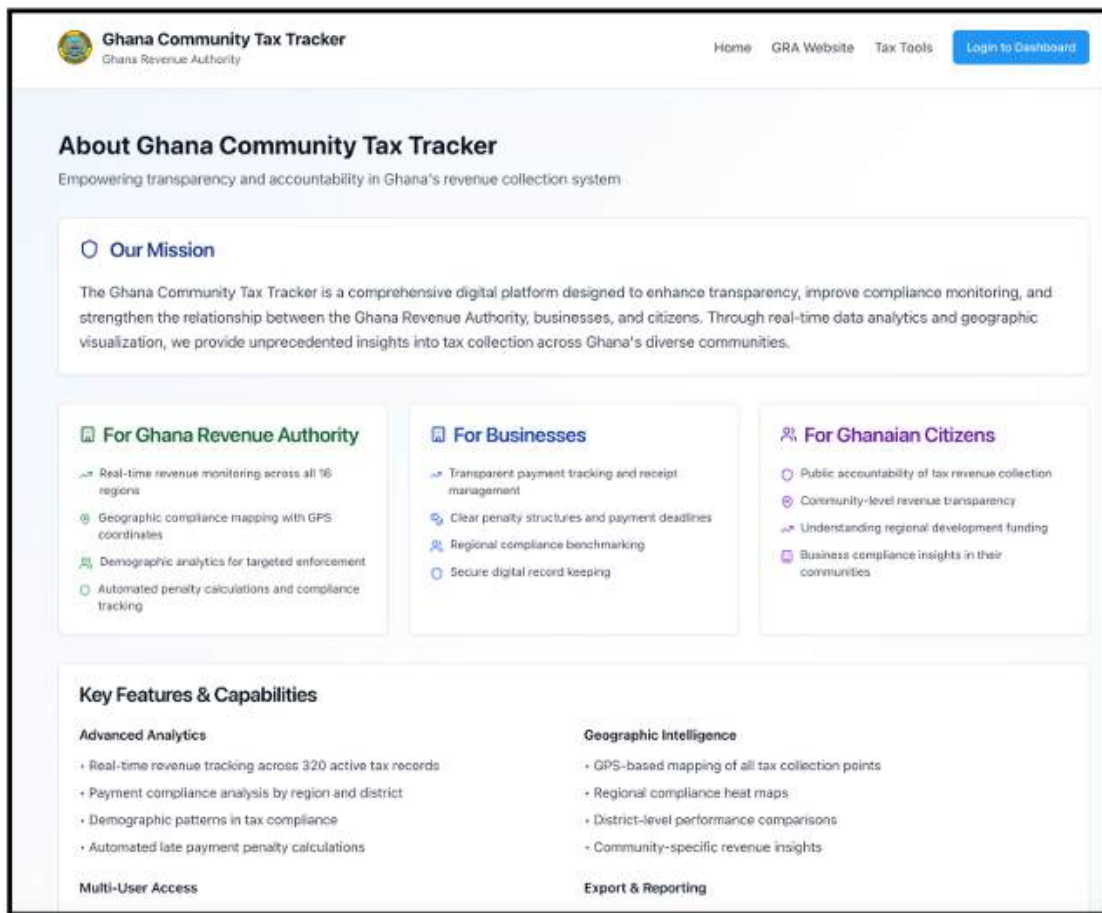 Ghana Community Tax Tracker
Ghana Revenue Authority
Home GRA Website Tax Tools Login to Dashboard
About Ghana Community Tax Tracker
Empowering transparency and accountability in Ghana's revenue collection system
Our Mission
The Ghana Community Tax Tracker is a comprehensive digital platform designed to enhance transparency, improve compliance monitoring, and
strengthen the relationship between the Ghana Revenue Authority, businesses, and citizens. Through real-time data analytics and geographic
visualization, we provide unprecedented insights into tax collection across Ghana's diverse communities.
For Ghana Revenue Authority
Real-time revenue monitoring across all 16
regions
Geographic compliance mapping with GPS
coordinates
Demographic analytics for targeted enforcement
Automated penalty calculations and compliance
tracking
For Businesses
Transparent payment tracking and receipt
management
Clear penalty structures and payment deadlines
Regional compliance benchmarking
Secure digital record keeping
For Ghanaian Citizens
Public accountability of tax revenue collection
Community-level revenue transparency
Understanding regional development funding
Business compliance insights in their
communities
Key Features & Capabilities
Advanced Analytics
• Real-time revenue tracking across 320 active tax records
• Payment compliance analysis by region and district
• Demographic patterns in tax compliance
• Automated late payment penalty calculations
Multi-User Access
Geographic Intelligence
• GPS-based mapping of all tax collection points
• Regional compliance heat maps
• District-level performance comparisons
• Community-specific revenue insights
Export & Reporting